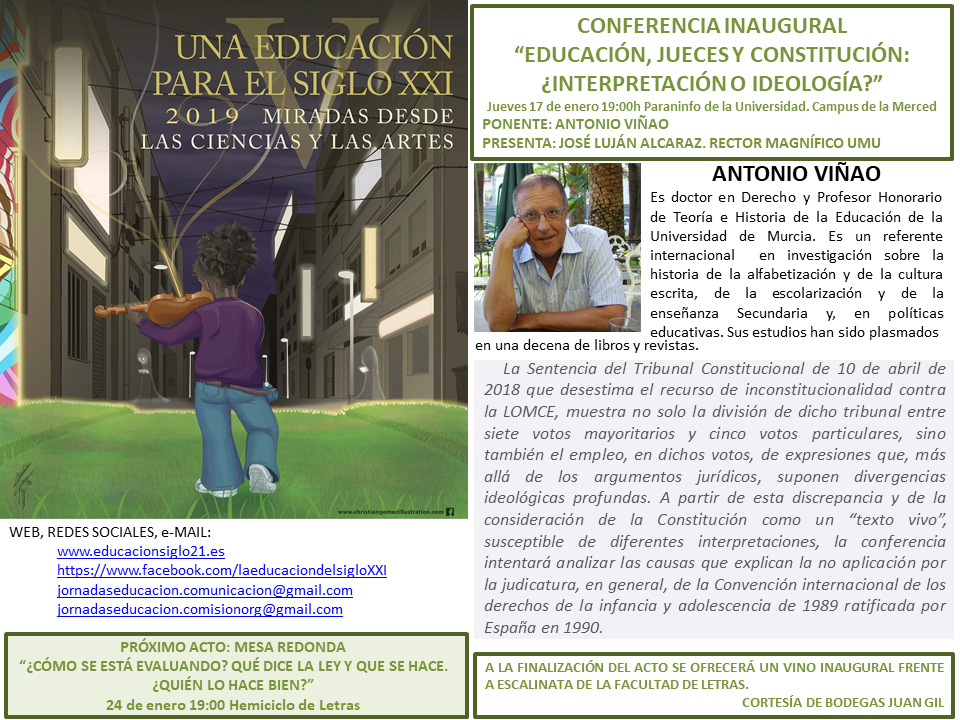 V
UNA EDUCACIÓN
PARA EL SIGLO XXI
2019 MIRADAS DESDE
LAS CIENCIAS Y LAS ARTES
www.christiangomezillustration.com
WEB, REDES SOCIALES, e-MAIL:
www.educacionsiglo21.es
https://www.facebook.com/laeducaciondelsigloXXI
jornadaseducacion.comunicacion@gmail.com
jornadaseducacion.comisionorg@gmail.com
PRÓXIMO ACTO: MESA REDONDA
“¿CÓMO SE ESTÁ EVALUANDO? QUÉ DICE LA LEY Y QUE SE HACE.
¿QUIÉN LO HACE BIEN?”
24 de enero 19:00 Hemiciclo de Letras
CONFERENCIA INAUGURAL
“EDUCACIÓN, JUECES Y CONSTITUCIÓN:
¿INTERPRETACIÓN O IDEOLOGÍA?”
Jueves 17 de enero 19:00h Paraninfo de la Universidad. Campus de la Merced
PONENTE: ANTONIO VIÑAO
PRESENTA: JOSÉ LUJÁN ALCARAZ. RECTOR MAGNÍFICO UMU
ANTONIO VIÑAO
Es doctor en Derecho y Profesor Honorario
de Teoría e Historia de la Educación de la
Universidad de Murcia. Es un referente
internacional en investigación sobre la
historia de la alfabetización y de la cultura
escrita, de la escolarización y de la
enseñanza Secundaria y, en políticas
educativas. Sus estudios han sido plasmados
en una decena de libros y revistas.
La Sentencia del Tribunal Constitucional de 10 de abril de
2018 que desestima el recurso de inconstitucionalidad contra
la LOMCE, muestra no solo la división de dicho tribunal entre
siete votos mayoritarios y cinco votos particulares, sino
también el empleo, en dichos votos, de expresiones que, más
allá de los argumentos jurídicos, suponen divergencias
ideológicas profundas. A partir de esta discrepancia y de la
consideración de la Constitución como un “texto vivo”,
susceptible de diferentes interpretaciones, la conferencia
intentará analizar las causas que explican la no aplicación por
la judicatura, en general, de la Convención internacional de los
derechos de la infancia y adolescencia de 1989 ratificada por
España en 1990.
A LA FINALIZACIÓN DEL ACTO SE OFRECERÁ UN VINO INAUGURAL FRENTE
A ESCALINATA DE LA FACULTAD DE LETRAS.
CORTESÍA DE BODEGAS JUAN GIL